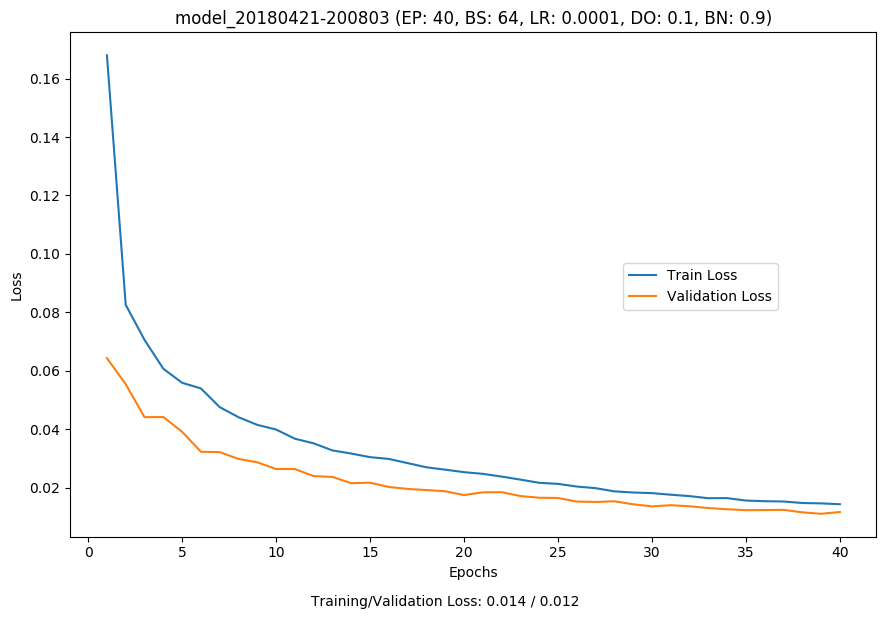 model_20180421-200803 (EP: 40, BS: 64, LR: 0.0001, DO: 0.1, BN: 0.9)
0.16
0.14
0.12
0.10
0.08
0.06
0.04
0.02
Loss
Train Loss
Validation Loss
0 5 10 15 20 25 30 35 40
Epochs
Training/Validation Loss: 0.014 / 0.012